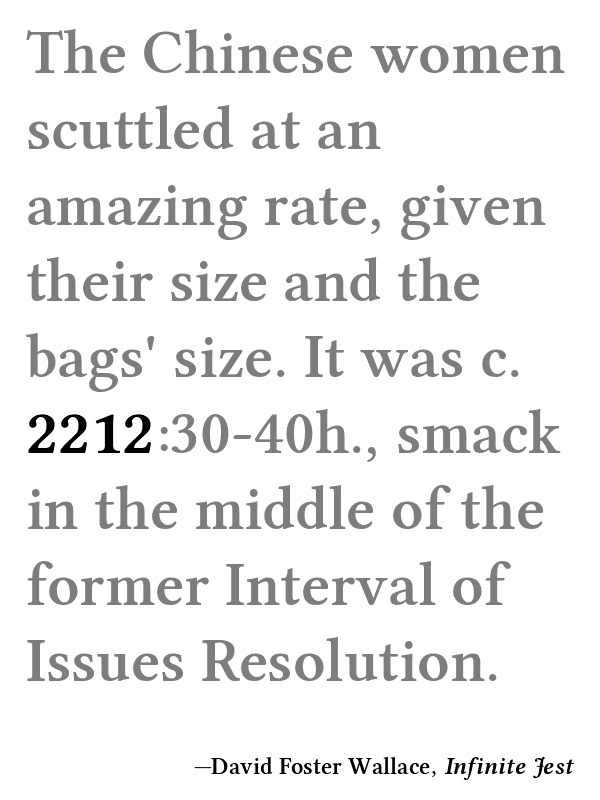 The Chinese women
scuttled at an
amazing rate, given
their size and the
bags' size. It was c.
2212:30-40h., smack
in the middle of the
former Interval of
Issues Resolution.
—David Foster Wallace, Infinite Jest